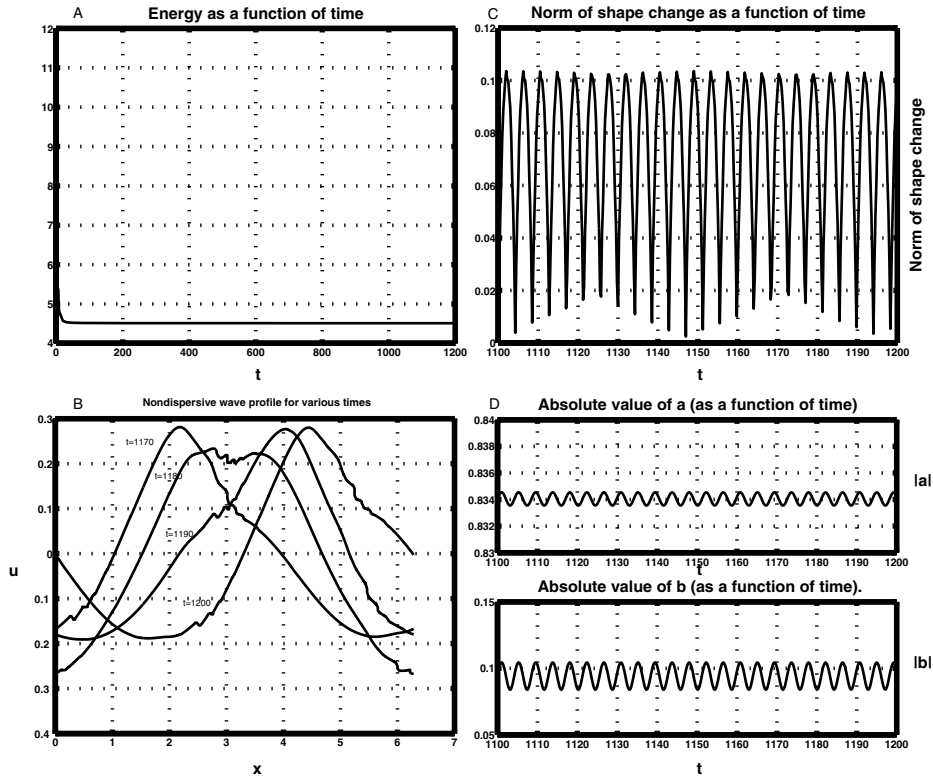 A
Energy as a function of time
12
11
10
9
8
7
6
5
4
0 200 400 600 800 1000 1200
t
C
Norm of shape change as a function of time
0.12
0.1
0.08
0.06
0.04
0.02
0
1100 1110 1120 1130 1140 1150 1160 1170 1180 1190 1200
t
Norm of shape change
B
Nondispersive wave profile for various times
0.3
0.2
0.1
0
0.1
0.2
0.3
0.4
u
t=1170
t=1180
t=1190
t=1200
0 1 2 3 4 5 6 7
x
D
Absolute value of a (as a function of time)
0.84
0.838
0.836
0.834
0.832
0.83
1100 1110 1120 1130 1140 1150 1160 1170 1180 1190 1200
t
|a|
Absolute value of b (as a function of time).
0.15
0.1
0.05
1100 1110 1120 1130 1140 1150 1160 1170 1180 1190 1200
t
|b|